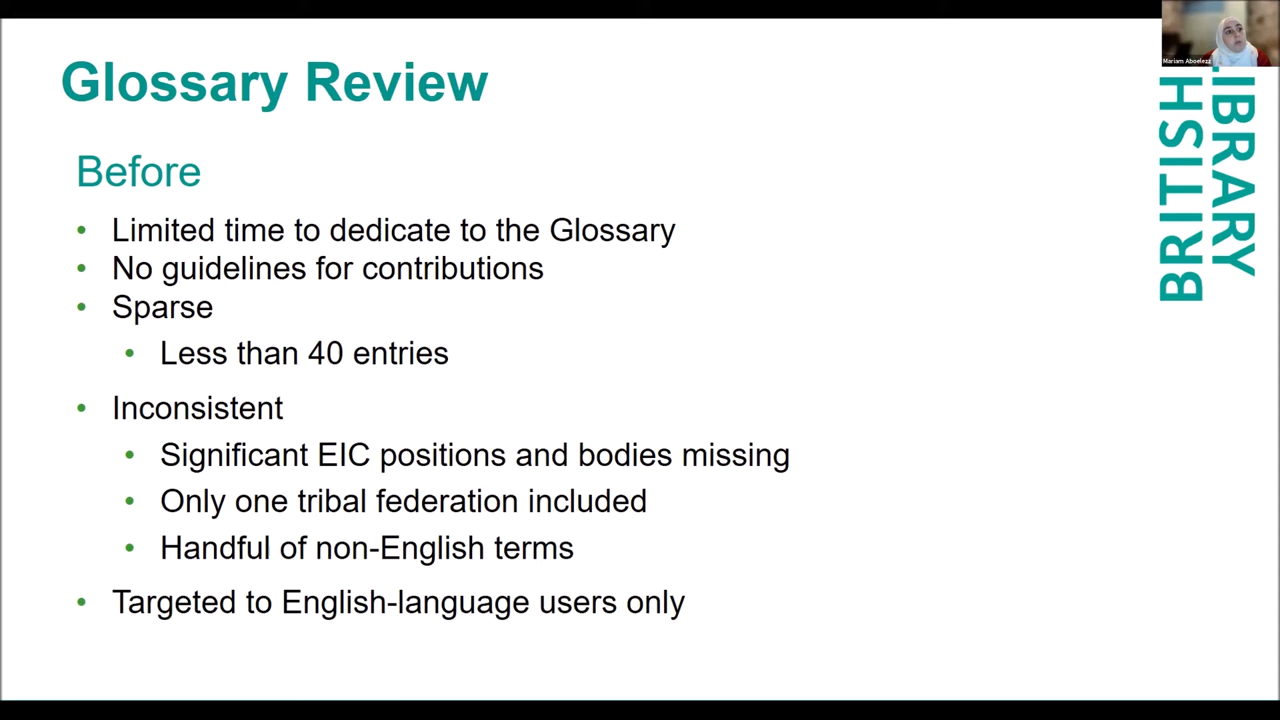 Glossary Review
Before
• Limited time to dedicate to the Glossary
• No guidelines for contributions
• Sparse
• Less than 40 entries
• Inconsistent
• Significant EIC positions and bodies missing
• Only one tribal federation included
• Handful of non-English terms
• Targeted to English-language users only
Mariam Aboelezz
BRITISH
LIBRARY